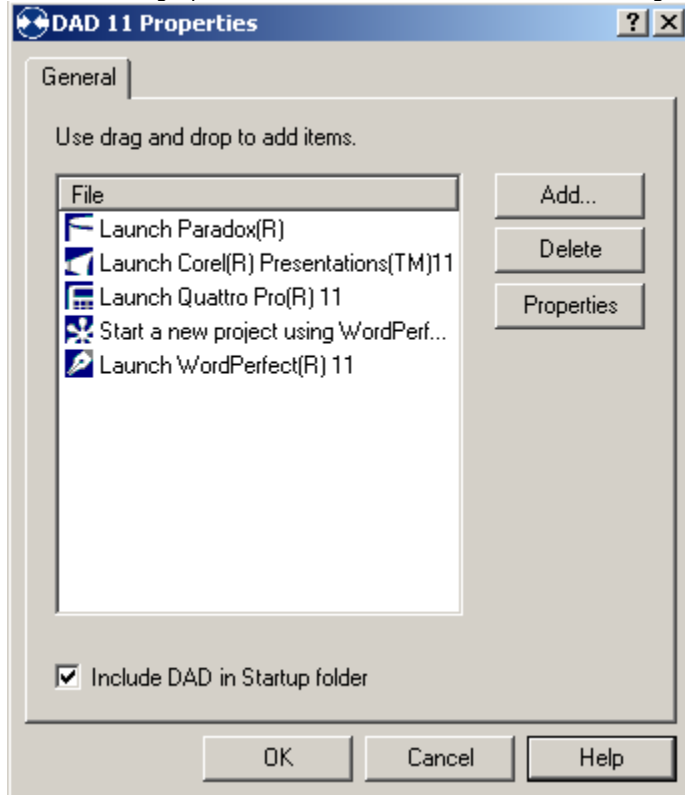 DAD 11 Properties
General
Use drag and drop to add items.
File
Launch Paradox(R)
Launch Corel(R) Presentations(TM)11
Launch Quattro Pro(R) 11
Start a new project using WordPerf...
Launch WordPerfect(R) 11
Add...
Delete
Properties
Include DAD in Startup folder
OK
Cancel
Help